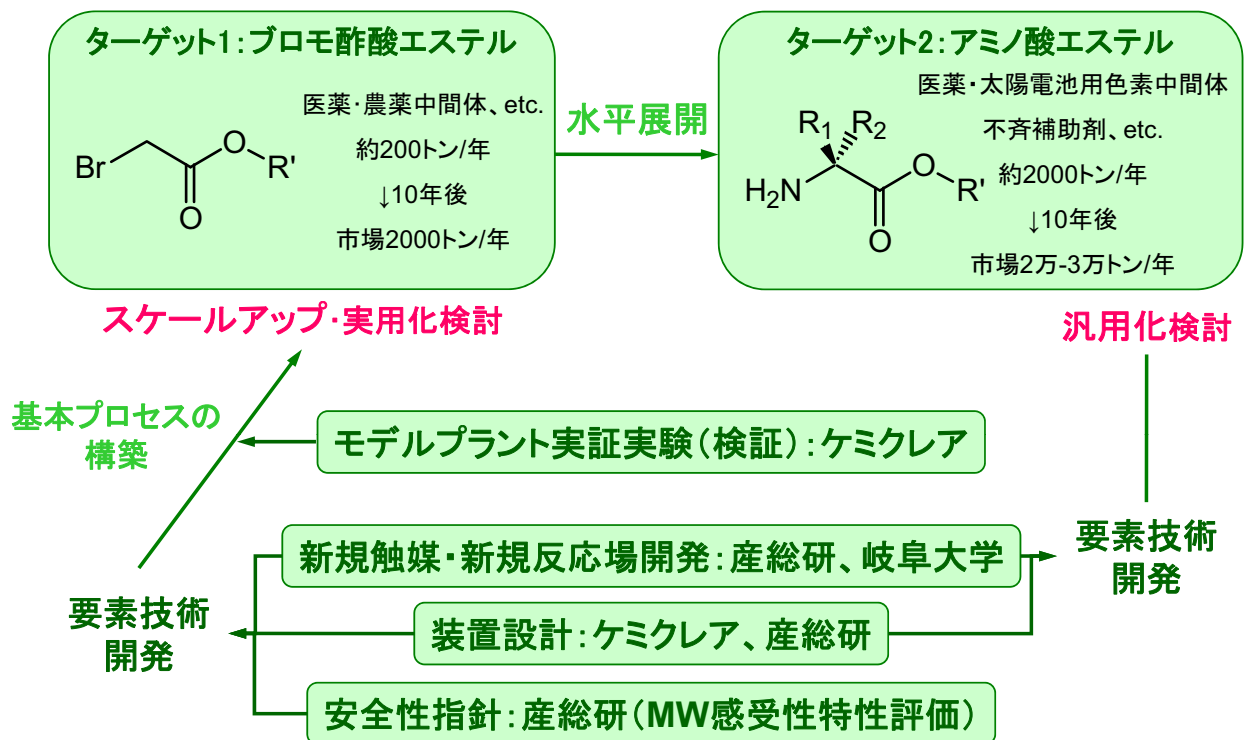 ターゲット1：ブロモ酢酸エステル
Br
O
O
R'
医薬・農薬中間体、etc.
約200トン/年
↓10年後
市場2000トン/年
水平展開
ターゲット2：アミノ酸エステル
R1 R2
H2N
O
O
R'
医薬・太陽電池用色素中間体
不斉補助剤、etc.
約2000トン/年
↓10年後
市場2万-3万トン/年
スケールアップ・実用化検討
汎用化検討
基本プロセスの
構築
モデルプラント実証実験（検証）：ケミクレア
新規触媒・新規反応場開発：産総研、岐阜大学
要素技術
開発
要素技術
開発
装置設計：ケミクレア、産総研
安全性指針：産総研（MW感受性特性評価）